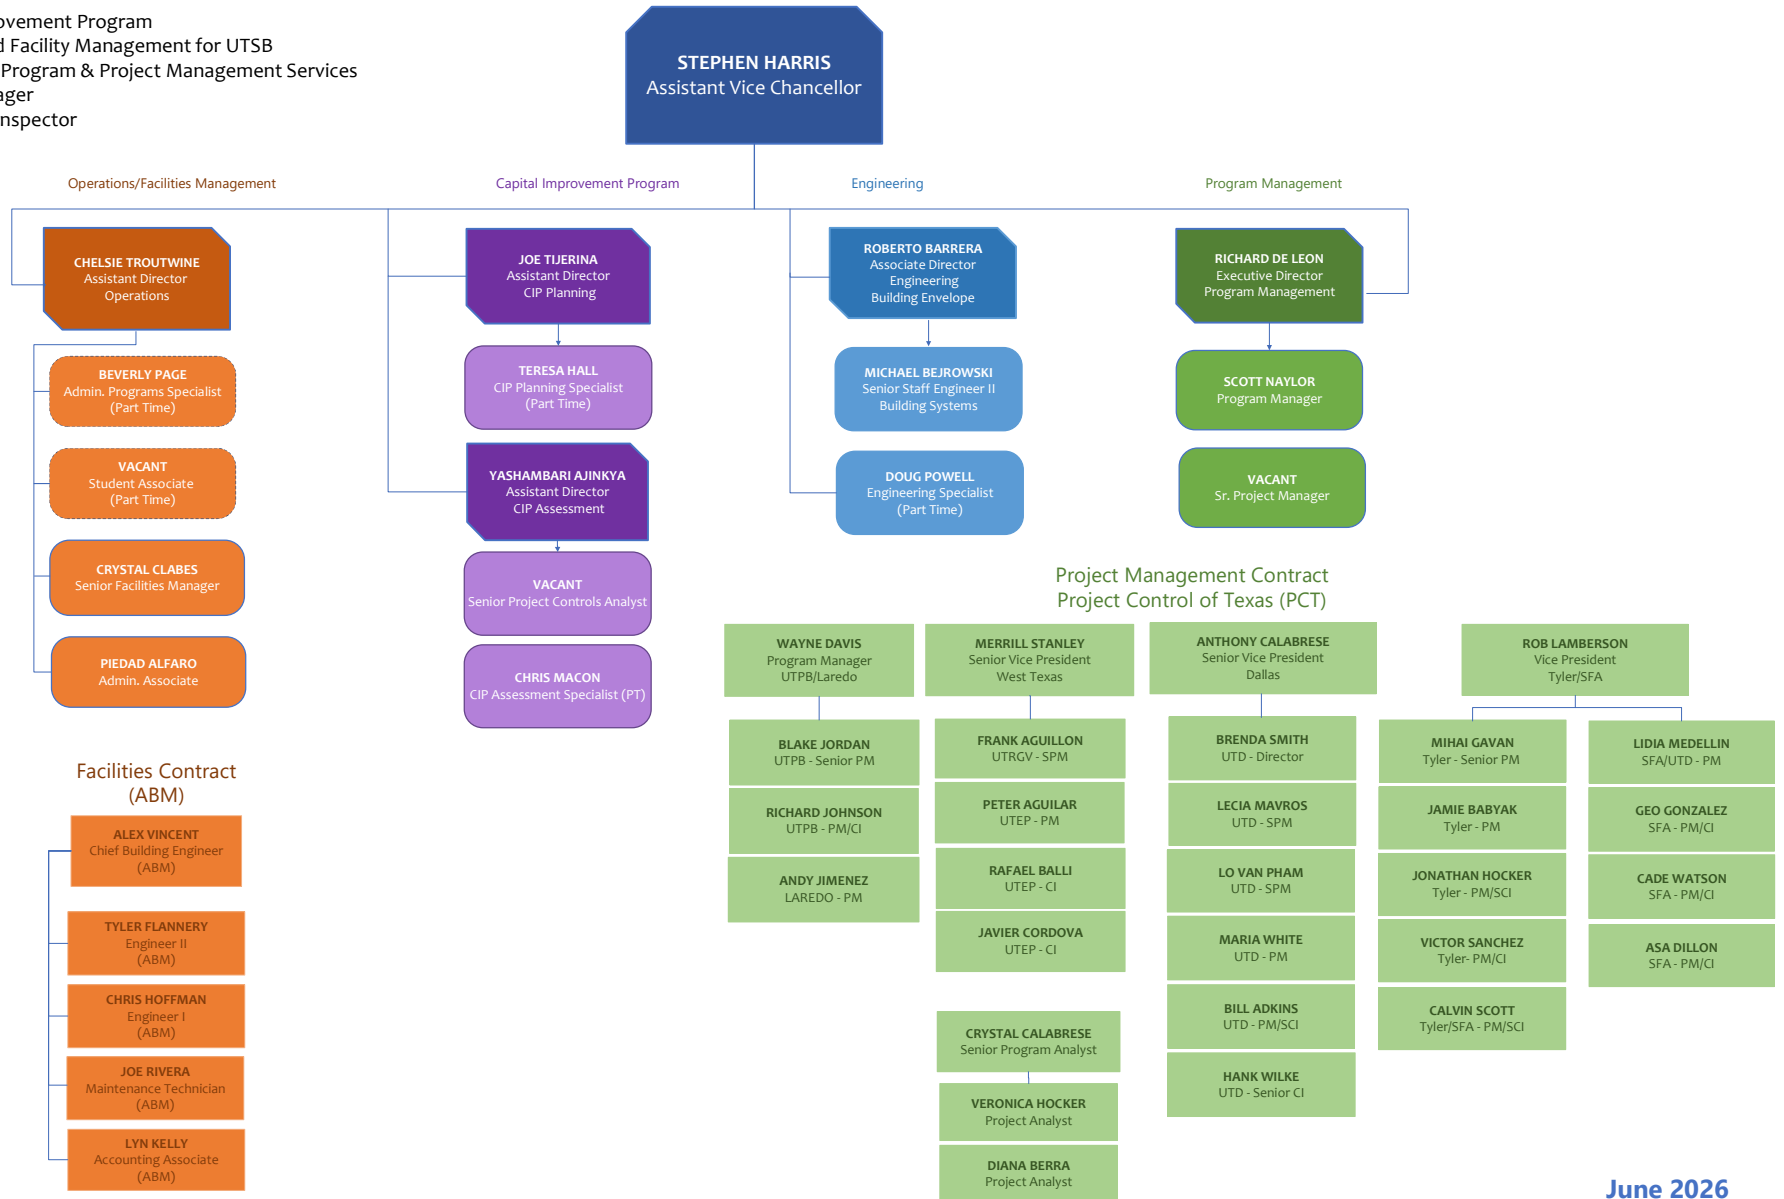 ovement Program
d Facility Management for UTSB
Program & Project Management Services
ager
nspector
STEPHEN HARRIS
Assistant Vice Chancellor
Operations/Facilities Management
Capital Improvement Program
Engineering
Program Management
CHELSIE TROUTWINE
Assistant Director
Operations
BEVERLY PAGE
Admin. Programs Specialist
(Part Time)
VACANT
Student Associate
(Part Time)
CRYSTAL CLABES
Senior Facilities Manager
PIEDAD ALFARO
Admin. Associate
JOE TIJERINA
Assistant Director
CIP Planning
TERESA HALL
CIP Planning Specialist
(Part Time)
YASHAMBARI AJINKYA
Assistant Director
CIP Assessment
VACANT
Senior Project Controls Analyst
CHRIS MACON
CIP Assessment Specialist (PT)
ROBERTO BARRERA
Associate Director
Engineering
Building Envelope
MICHAEL BEJROWSKI
Senior Staff Engineer II
Building Systems
DOUG POWELL
Engineering Specialist
(Part Time)
RICHARD DE LEON
Executive Director
Program Management
SCOTT NAYLOR
Program Manager
VACANT
Sr. Project Manager
Facilities Contract
(ABM)
ALEX VINCENT
Chief Building Engineer
(ABM)
TYLER FLANNERY
Engineer II
(ABM)
CHRIS HOFFMAN
Engineer I
(ABM)
JOE RIVERA
Maintenance Technician
(ABM)
LYN KELLY
Accounting Associate
(ABM)
Project Management Contract
Project Control of Texas (PCT)
WAYNE DAVIS
Program Manager
UTPB/Laredo
BLAKE JORDAN
UTPB - Senior PM
RICHARD JOHNSON
UTPB - PM/CI
ANDY JIMENEZ
LAREDO - PM
MERRILL STANLEY
Senior Vice President
West Texas
FRANK AGUILLON
UTRGV - SPM
PETER AGUILAR
UTEP - PM
RAFAEL BALLI
UTEP - CI
JAVIER CORDOVA
UTEP - CI
CRYSTAL CALABRESE
Senior Program Analyst
VERONICA HOCKER
Project Analyst
DIANA BERRA
Project Analyst
ANTHONY CALABRESE
Senior Vice President
Dallas
BRENDA SMITH
UTD - Director
LECIA MAVROS
UTD - SPM
LO VAN PHAM
UTD - SPM
MARIA WHITE
UTD - PM
BILL ADKINS
UTD - PM/SCI
HANK WILKE
UTD - Senior CI
ROB LAMBERSON
Vice President
Tyler/SFA
MIHAI GAVAN
Tyler - Senior PM
JAMIE BABYAK
Tyler - PM
JONATHAN HOCKER
Tyler - PM/SCI
VICTOR SANCHEZ
Tyler- PM/CI
CALVIN SCOTT
Tyler/SFA - PM/SCI
LIDIA MEDELLIN
SFA/UTD - PM
GEO GONZALEZ
SFA - PM/CI
CADE WATSON
SFA - PM/CI
ASA DILLON
SFA - PM/CI
June 2026